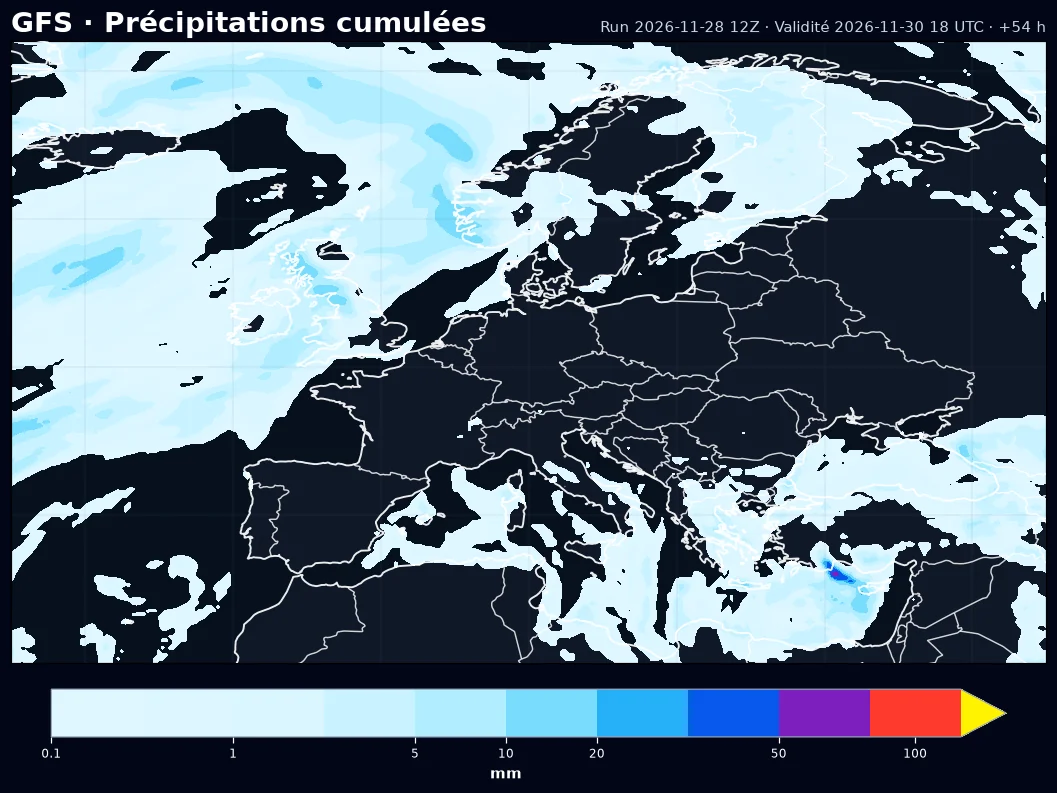 GFS · Précipitations cumulées
Run 2026-11-28 12Z · Validité 2026-11-30 18 UTC · +54 h
0.1 1 5 10 20 50 100
mm